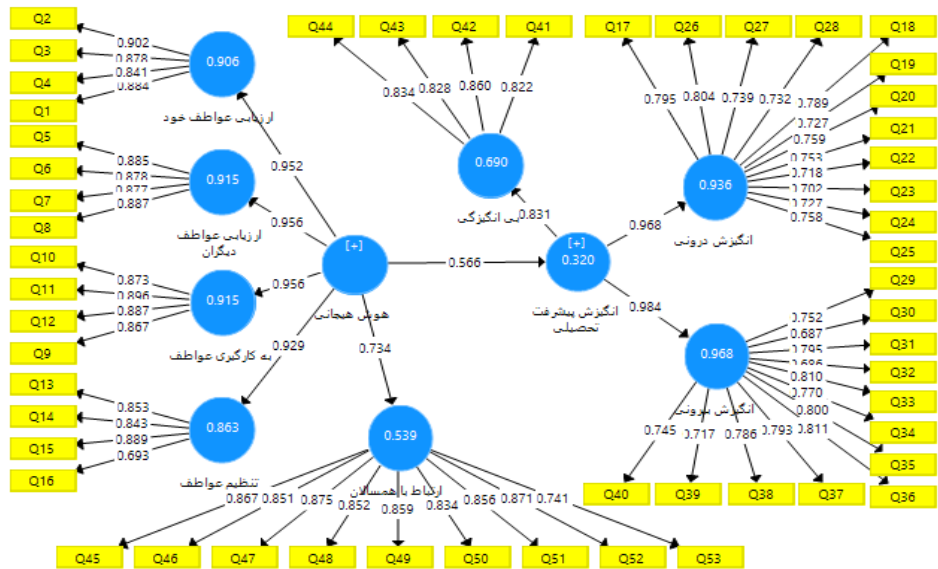 Q2
Q3
Q4
Q1
0.902
0.878
0.841
0.884
0.906
ارزیابی عواطف خود
Q5
Q6
Q7
Q8
0.885
0.878
0.877
0.887
0.915
ارزیابی عواطف
دیگران
Q10
Q11
Q12
Q9
0.873
0.896
0.887
0.867
0.915
به کارگیری عواطف
Q13
Q14
Q15
Q16
0.853
0.843
0.889
0.693
0.863
تنظیم عواطف
0.952
0.956
0.956
0.929
0.734
[+]
هوش هیجانی
0.566
Q44
Q43
Q42
Q41
0.834
0.828
0.860
0.822
0.690
بی انگیزگی
0.831
[+]
0.320
انگیزش پیشرفت
تحصیلی
0.968
0.984
Q17
Q26
Q27
Q28
Q18
Q19
Q20
Q21
Q22
Q23
Q24
Q25
0.795
0.804
0.739
0.732
0.789
0.727
0.759
0.753
0.718
0.702
0.727
0.758
0.936
انگیزش درونی
Q29
Q30
Q31
Q32
Q33
Q34
Q35
Q36
0.752
0.687
0.795
0.686
0.810
0.770
0.800
0.811
0.968
انگیزش بیرونی
0.745
0.717
0.786
0.793
Q40
Q39
Q38
Q37
0.539
ارتباط با همسالان
0.867
0.851
0.875
0.852
0.859
0.834
0.856
0.871
0.741
Q45
Q46
Q47
Q48
Q49
Q50
Q51
Q52
Q53